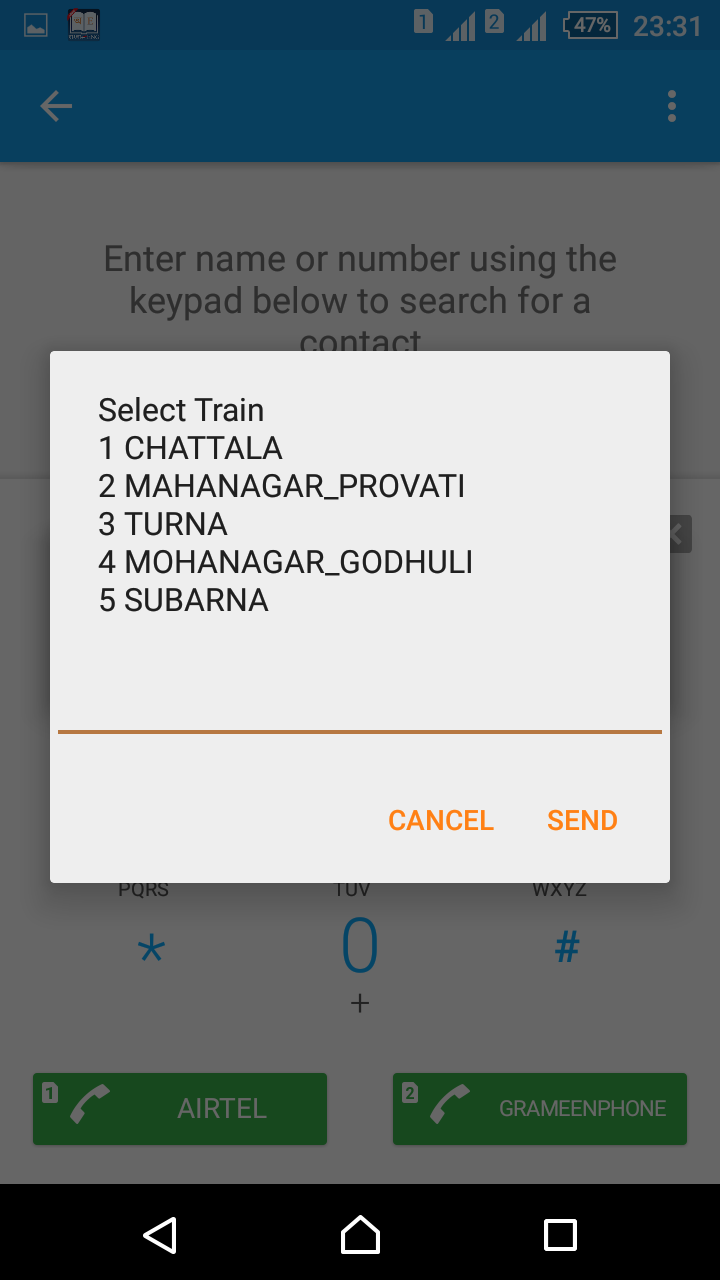 1
2
47%
23:31
Enter name or number using the
keypad below to search for a
contact
Select Train
1 CHATTALA
2 MAHANAGAR_PROVATI
3 TURNA
4 MOHANAGAR_GODHULI
5 SUBARNA
CANCEL
SEND
PQRS
TUV
WXYZ
*
0
#
+
1
AIRTEL
2
GRAMEENPHONE